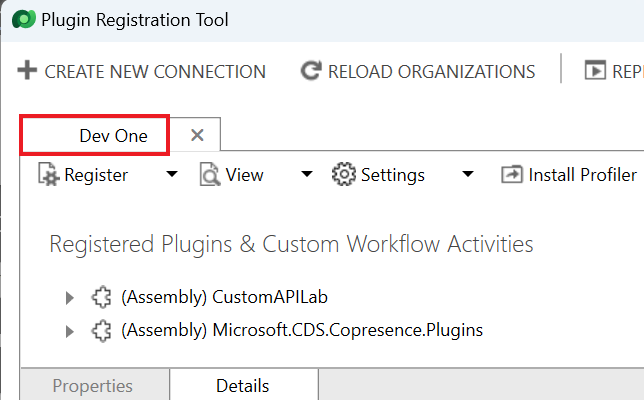 Plugin Registration Tool
CREATE NEW CONNECTION RELOAD ORGANIZATIONS REP
Dev One
Register View Settings Install Profiler
Registered Plugins & Custom Workflow Activities
(Assembly) CustomAPILab
(Assembly) Microsoft.CDS.Copresence.Plugins
Properties Details